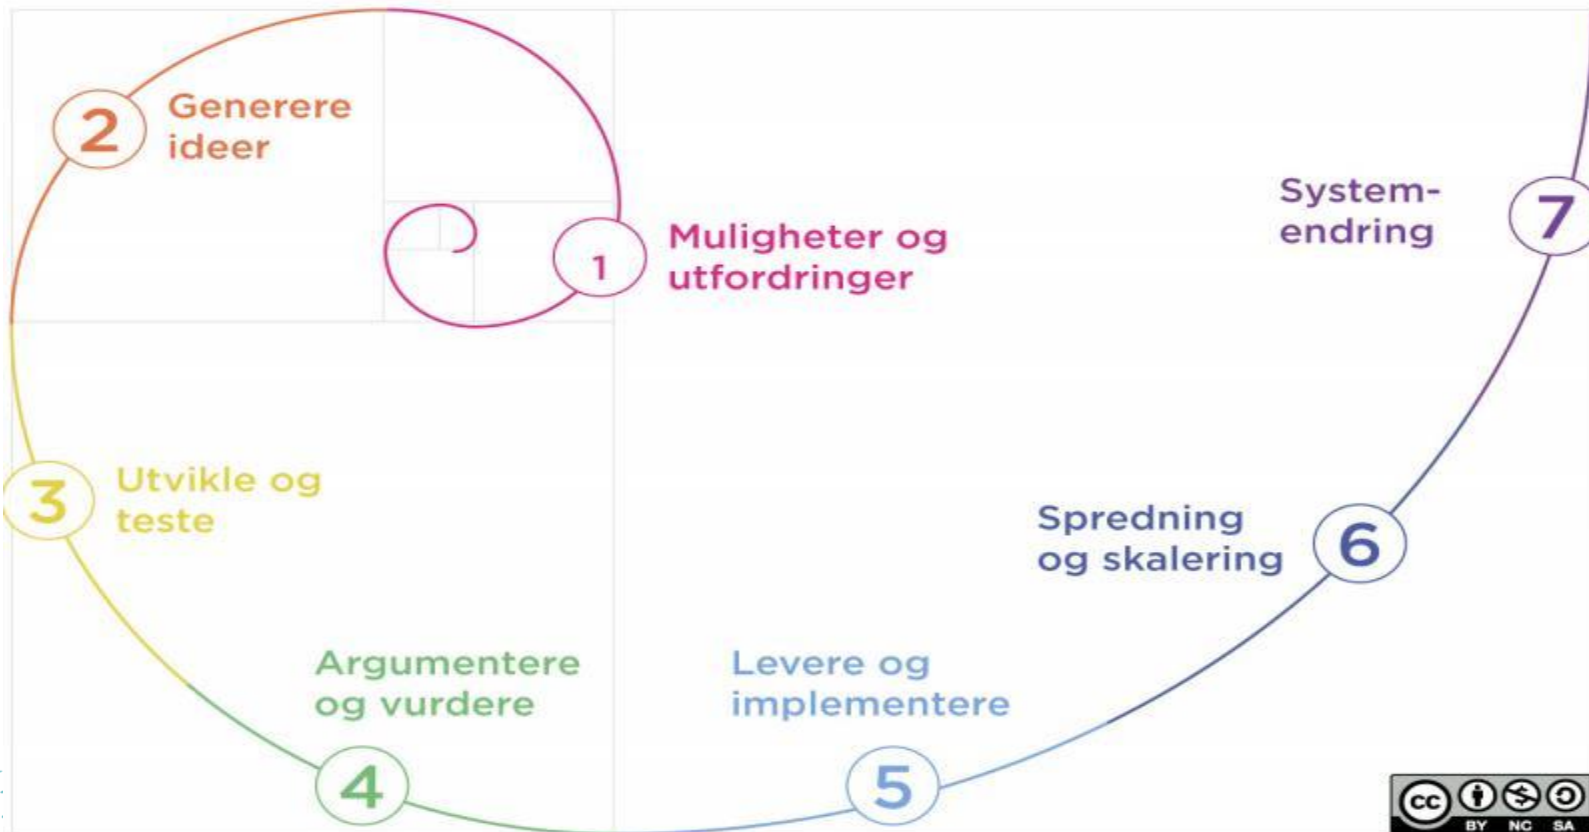 1
Muligheter og
utfordringer
2
Generere
ideer
3
Utvikle og
teste
4
Argumentere
og vurdere
5
Levere og
implementere
6
Spredning
og skalering
7
System-
endring
cc
BY NC SA